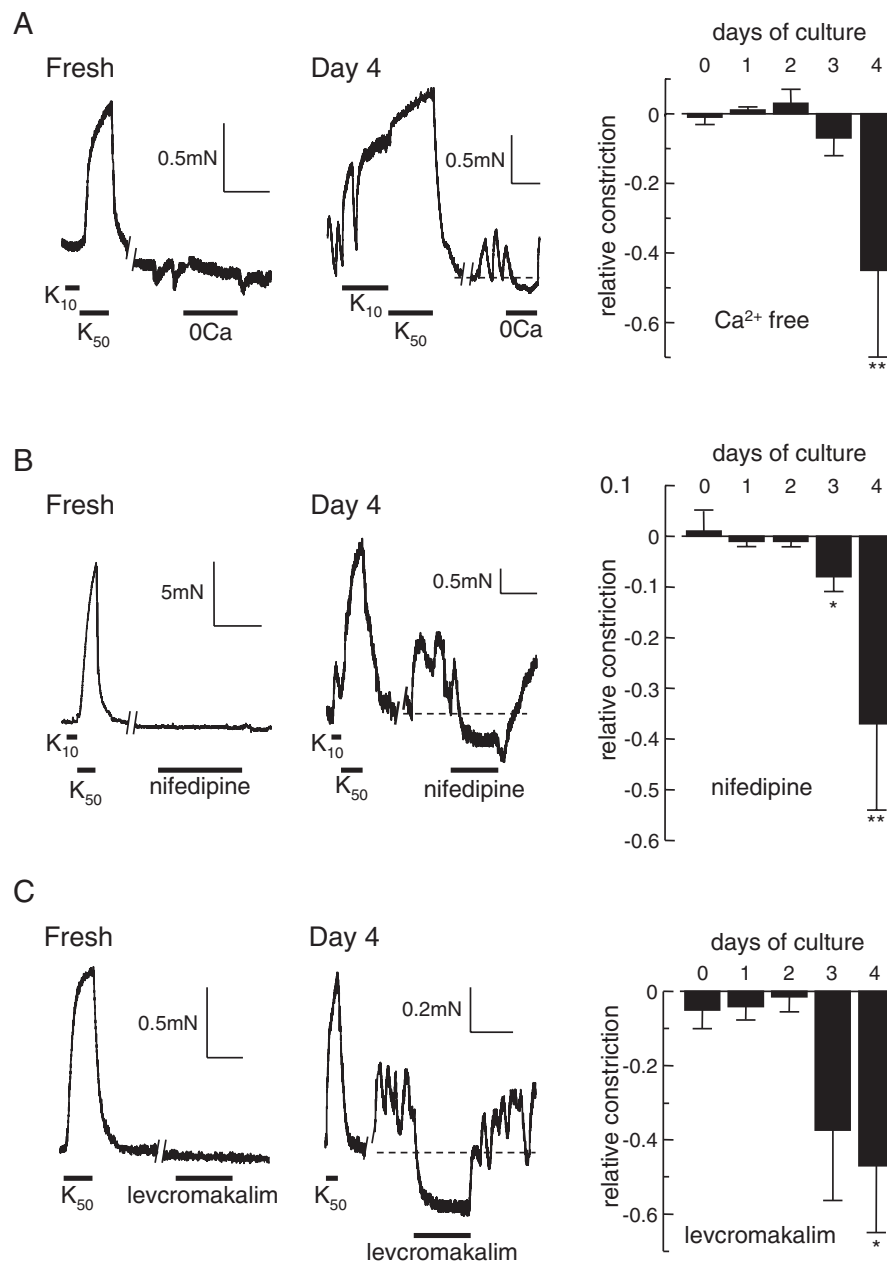 A
Fresh
Day 4
days of culture
0 1 2 3 4
0.5mN
0.5mN
relative constriction
0
-0.2
-0.4
-0.6
K10
K50
0Ca
K10
K50
0Ca
Ca2+ free
**
B
Fresh
Day 4
days of culture
0 1 2 3 4
5mN
0.5mN
relative constriction
0.1
0
-0.1
-0.2
-0.3
-0.4
-0.5
-0.6
K10
K50
nifedipine
K10
K50
nifedipine
nifedipine
*
**
C
Fresh
Day 4
days of culture
0 1 2 3 4
0.5mN
0.2mN
relative constriction
0
-0.2
-0.4
-0.6
K50
levcromakalim
K50
levcromakalim
levcromakalim
*